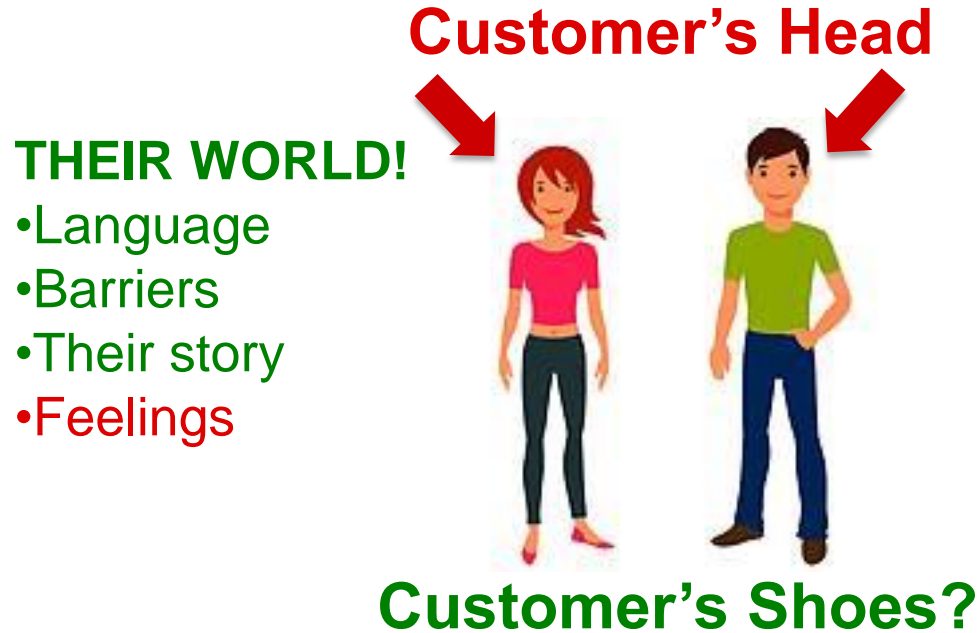 Customer’s Head
THEIR WORLD!
•Language
•Barriers
•Their story
•Feelings
Customer’s Shoes?